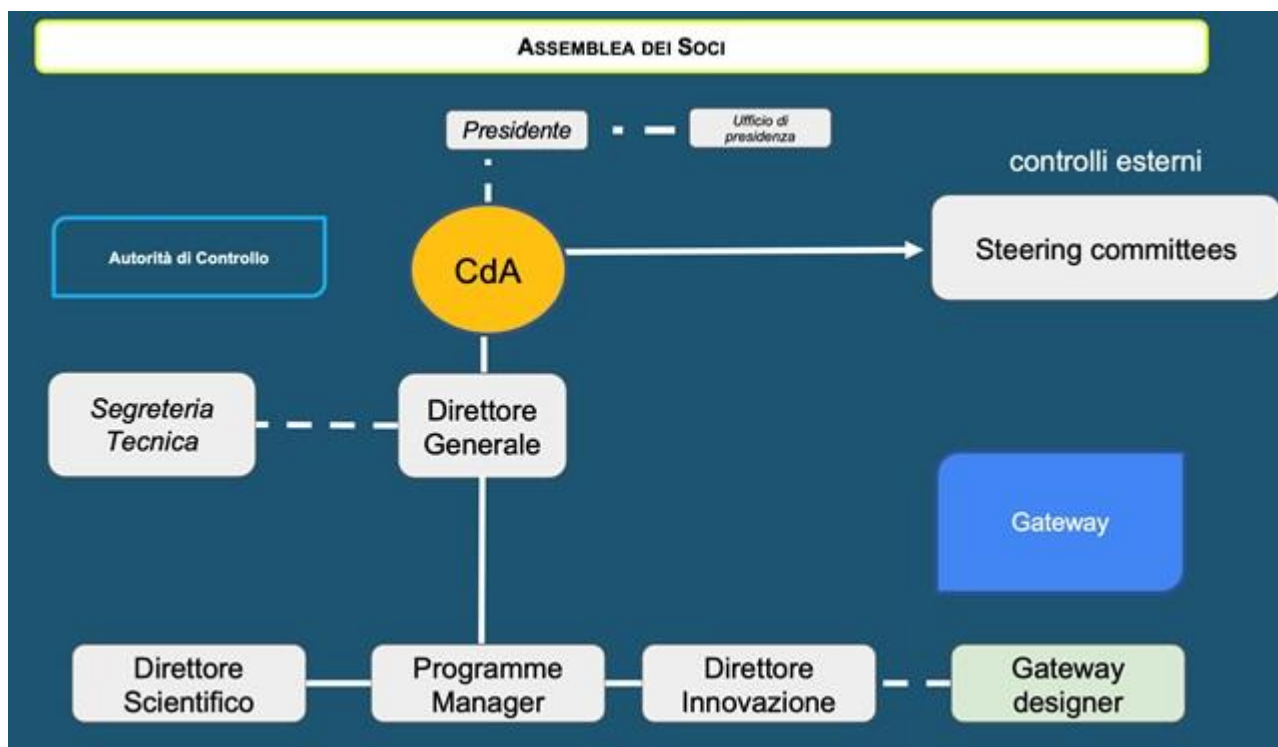 ASSEMBLEA DEI SOCI
Presidente
Ufficio di
presidenza
controlli esterni
Autorità di Controllo
CdA
Steering committees
Segreteria
Tecnica
Direttore
Generale
Gateway
Direttore
Scientifico
Programme
Manager
Direttore
Innovazione
Gateway
designer